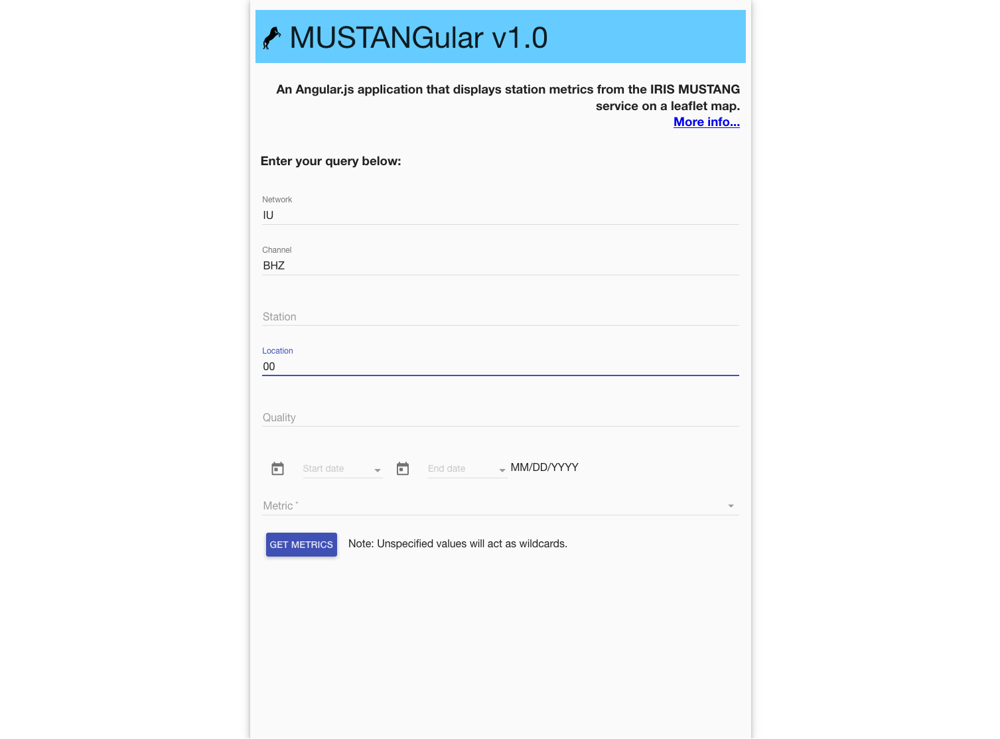 MUSTANGular v1.0
An Angular.js application that displays station metrics from the IRIS MUSTANG
service on a leaflet map.
More info...
Enter your query below:
Network
IU
Channel
BHZ
Station
Location
00
Quality
Start date End date MM/DD/YYYY
Metric *
GET METRICS Note: Unspecified values will act as wildcards.